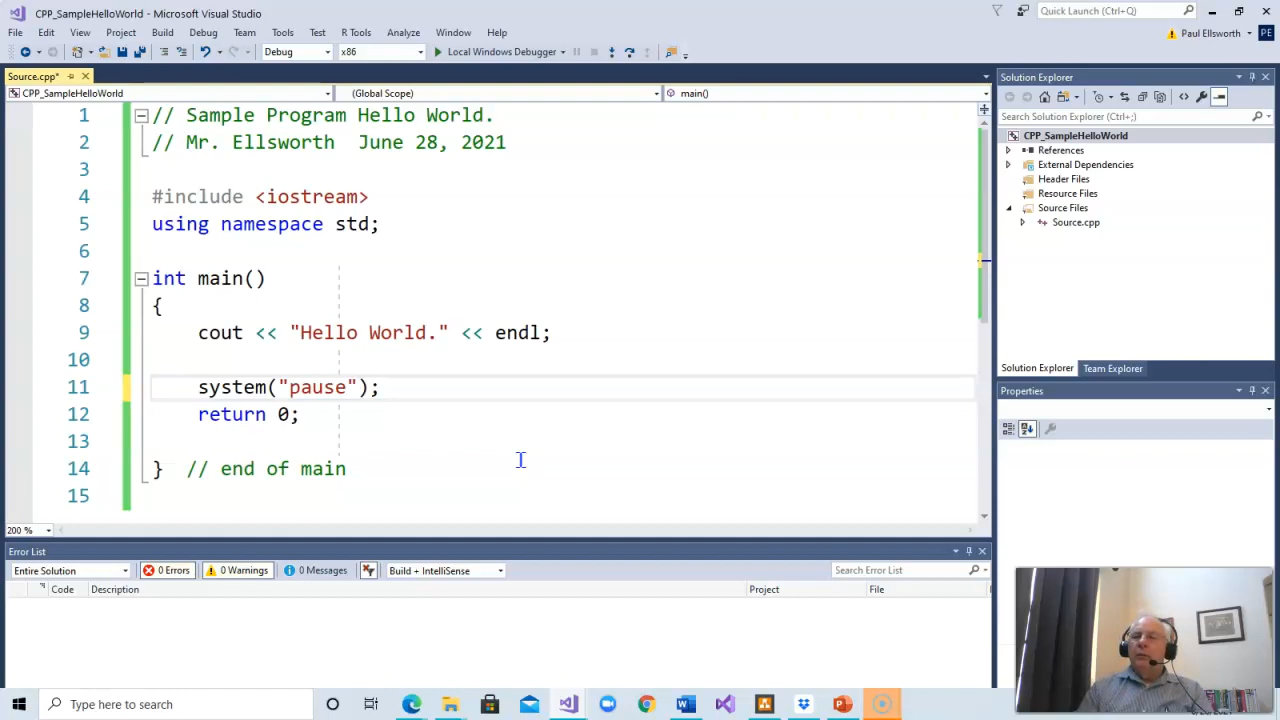 CPP_SampleHelloWorld - Microsoft Visual Studio
Quick Launch (Ctrl+Q)
File Edit View Project Build Debug Team Tools Test R Tools Analyze Window Help
Paul Ellsworth PE
Debug x86 Local Windows Debugger
Source.cpp*
CPP_SampleHelloWorld (Global Scope) main()
1 // Sample Program Hello World.
2 // Mr. Ellsworth June 28, 2021
3
4 #include <iostream>
5 using namespace std;
6
7 int main()
8 {
9 cout << "Hello World." << endl;
10
11 system("pause");
12 return 0;
13
14 } // end of main
15
200 %
Solution Explorer
Search Solution Explorer (Ctrl+;)
CPP_SampleHelloWorld
References
External Dependencies
Header Files
Resource Files
Source Files
Source.cpp
Solution Explorer Team Explorer
Properties
Error List
Entire Solution 0 Errors 0 Warnings 0 Messages Build + IntelliSense Search Error List
Code Description Project File
Type here to search